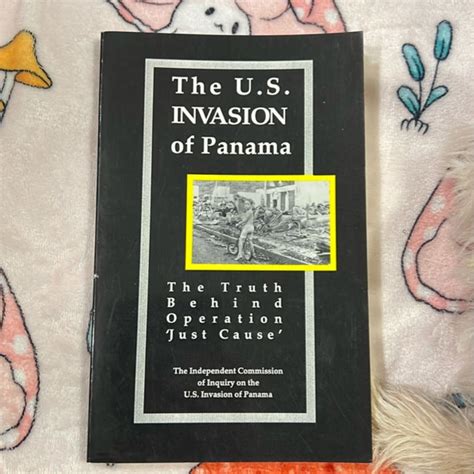 The U.S.
INVASION
of Panama
The Truth
Behind
Operation
'Just Cause'
The Independent Commission
of Inquiry on the
U.S. Invasion of Panama